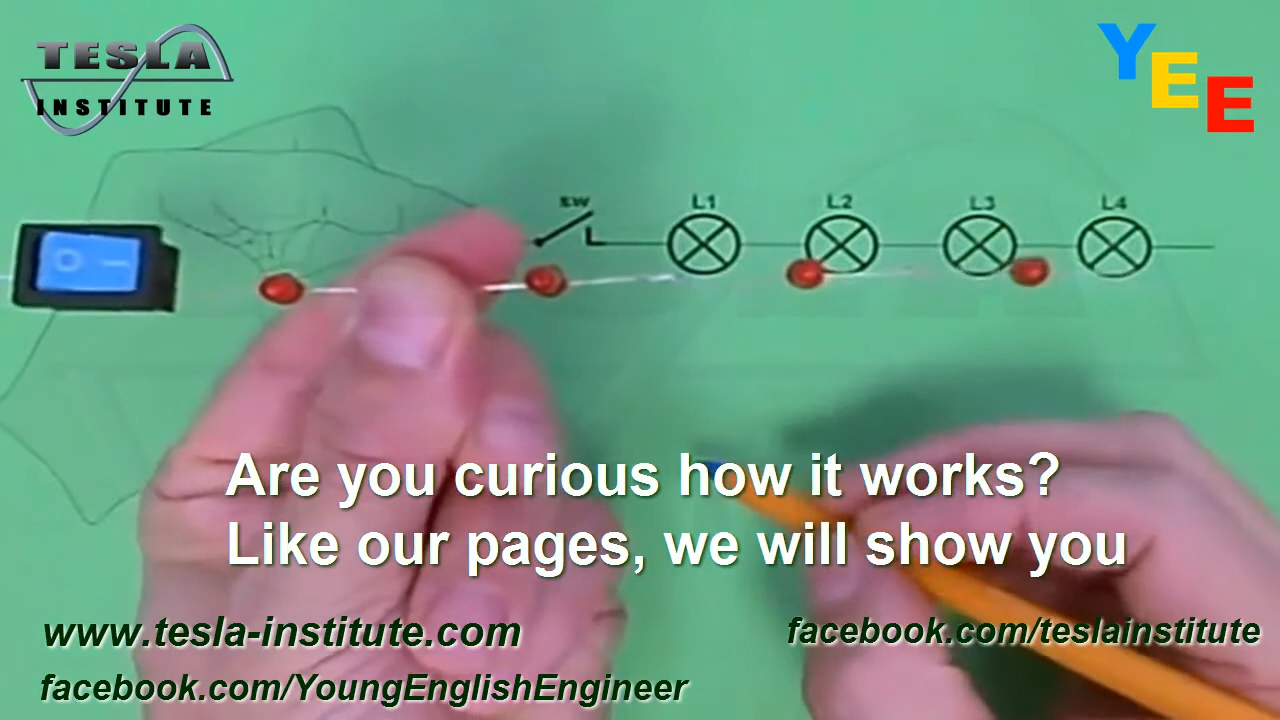 TESLA
INSTITUTE
YEE
SW
L1
L2
L3
L4
Are you curious how it works?
Like our pages, we will show you
www.tesla-institute.com
facebook.com/teslainstitute
facebook.com/YoungEnglishEngineer